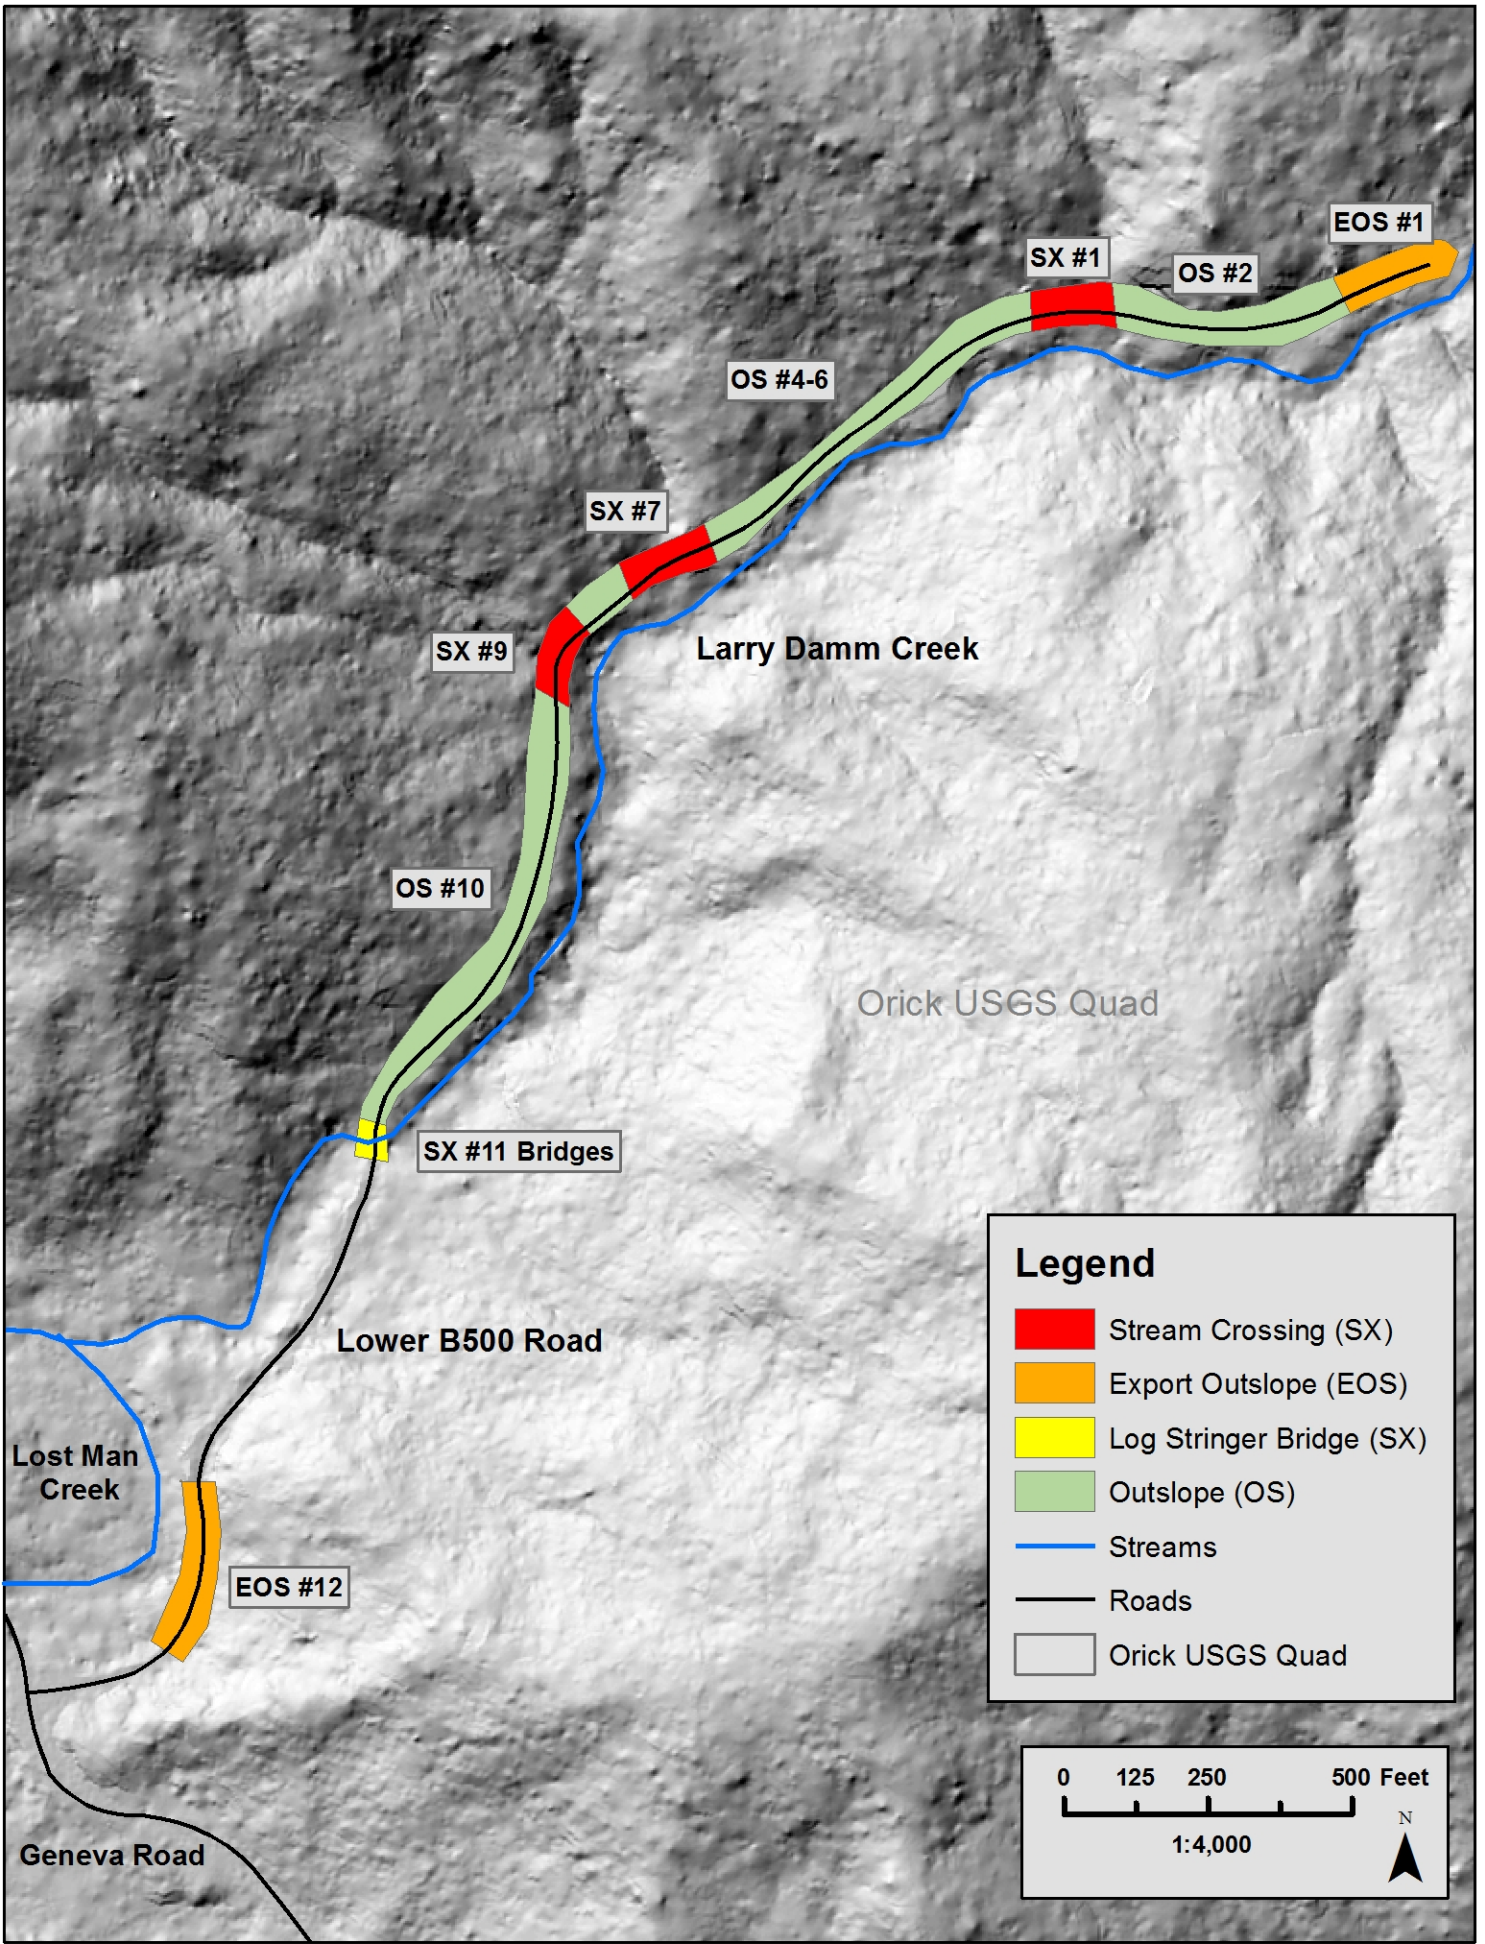 EOS #1
SX #1
OS #2
OS #4-6
SX #7
SX #9
Larry Damm Creek
OS #10
Orick USGS Quad
SX #11 Bridges
Lower B500 Road
Lost Man
Creek
EOS #12
Geneva Road
Legend
Stream Crossing (SX)
Export Outslope (EOS)
Log Stringer Bridge (SX)
Outslope (OS)
Streams
Roads
Orick USGS Quad
0 125 250 500 Feet
N
1:4,000